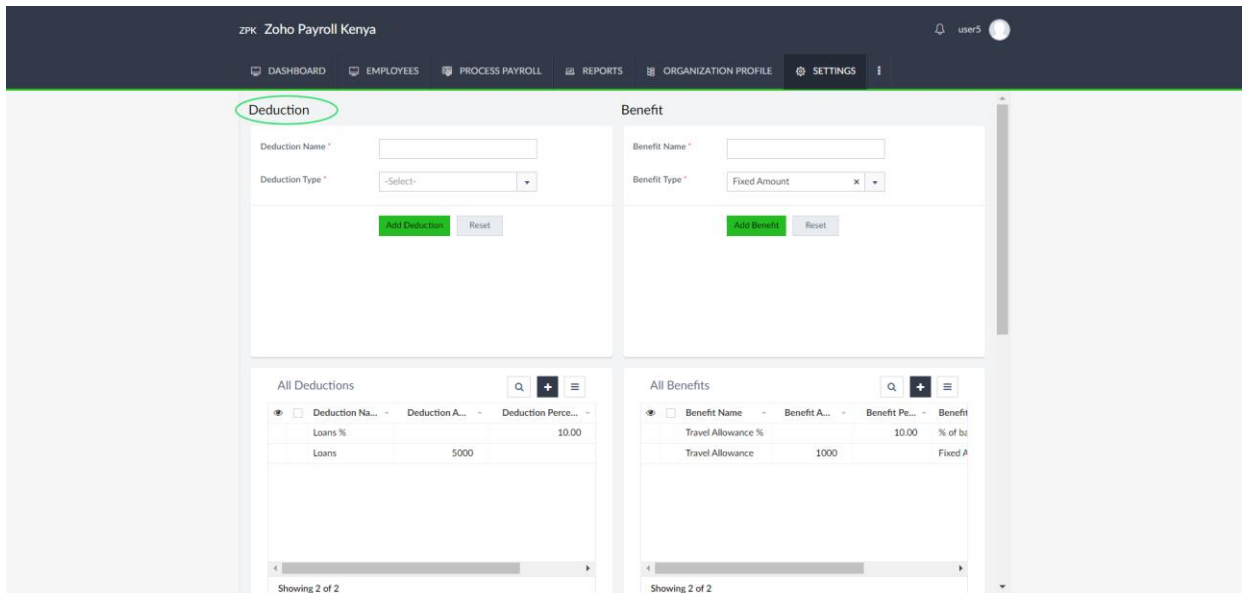 ZPK Zoho Payroll Kenya
user5
DASHBOARD EMPLOYEES PROCESS PAYROLL REPORTS ORGANIZATION PROFILE SETTINGS
Deduction
Deduction Name *
Deduction Type * -Select-
Add Deduction Reset
Benefit
Benefit Name *
Benefit Type * Fixed Amount
Add Benefit Reset
All Deductions
Deduction Na... Deduction A... Deduction Perce...
Loans % 10.00
Loans 5000
Showing 2 of 2
All Benefits
Benefit Name Benefit A... Benefit Pe... Benefit
Travel Allowance % 10.00 % of ba
Travel Allowance 1000 Fixed A
Showing 2 of 2